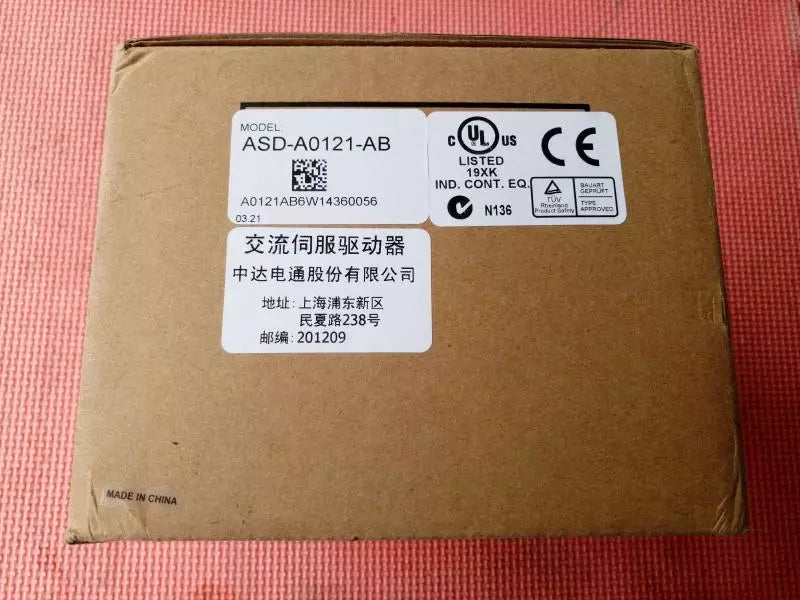 MODEL:
ASD-A0121-AB
A0121AB6W14360056
03.21
C UL US
LISTED
19XK
IND. CONT. EQ.
CE
N136
TÜV
Rheinland
Product Safety
BAUART
GEPRÜFT
TYPE
APPROVED
交流伺服驱动器
中达电通股份有限公司
地址: 上海浦东新区
民夏路238号
邮编: 201209
MADE IN CHINA